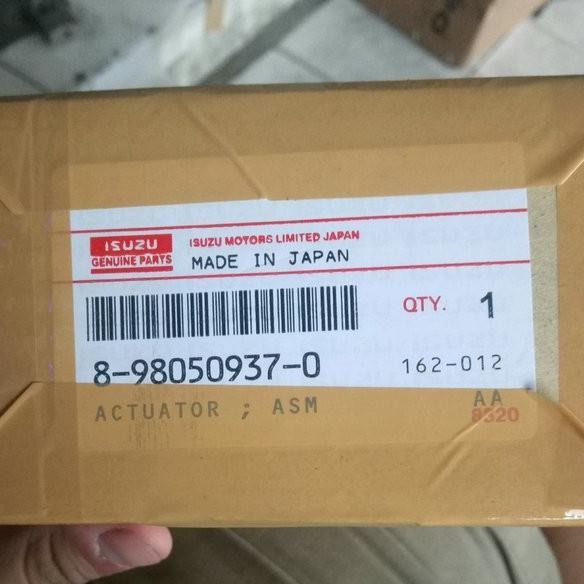 ISUZU
GENUINE PARTS
ISUZU MOTORS LIMITED JAPAN
MADE IN JAPAN
QTY. 1
8-98050937-0
162-012
ACTUATOR ; ASM
AA
8320